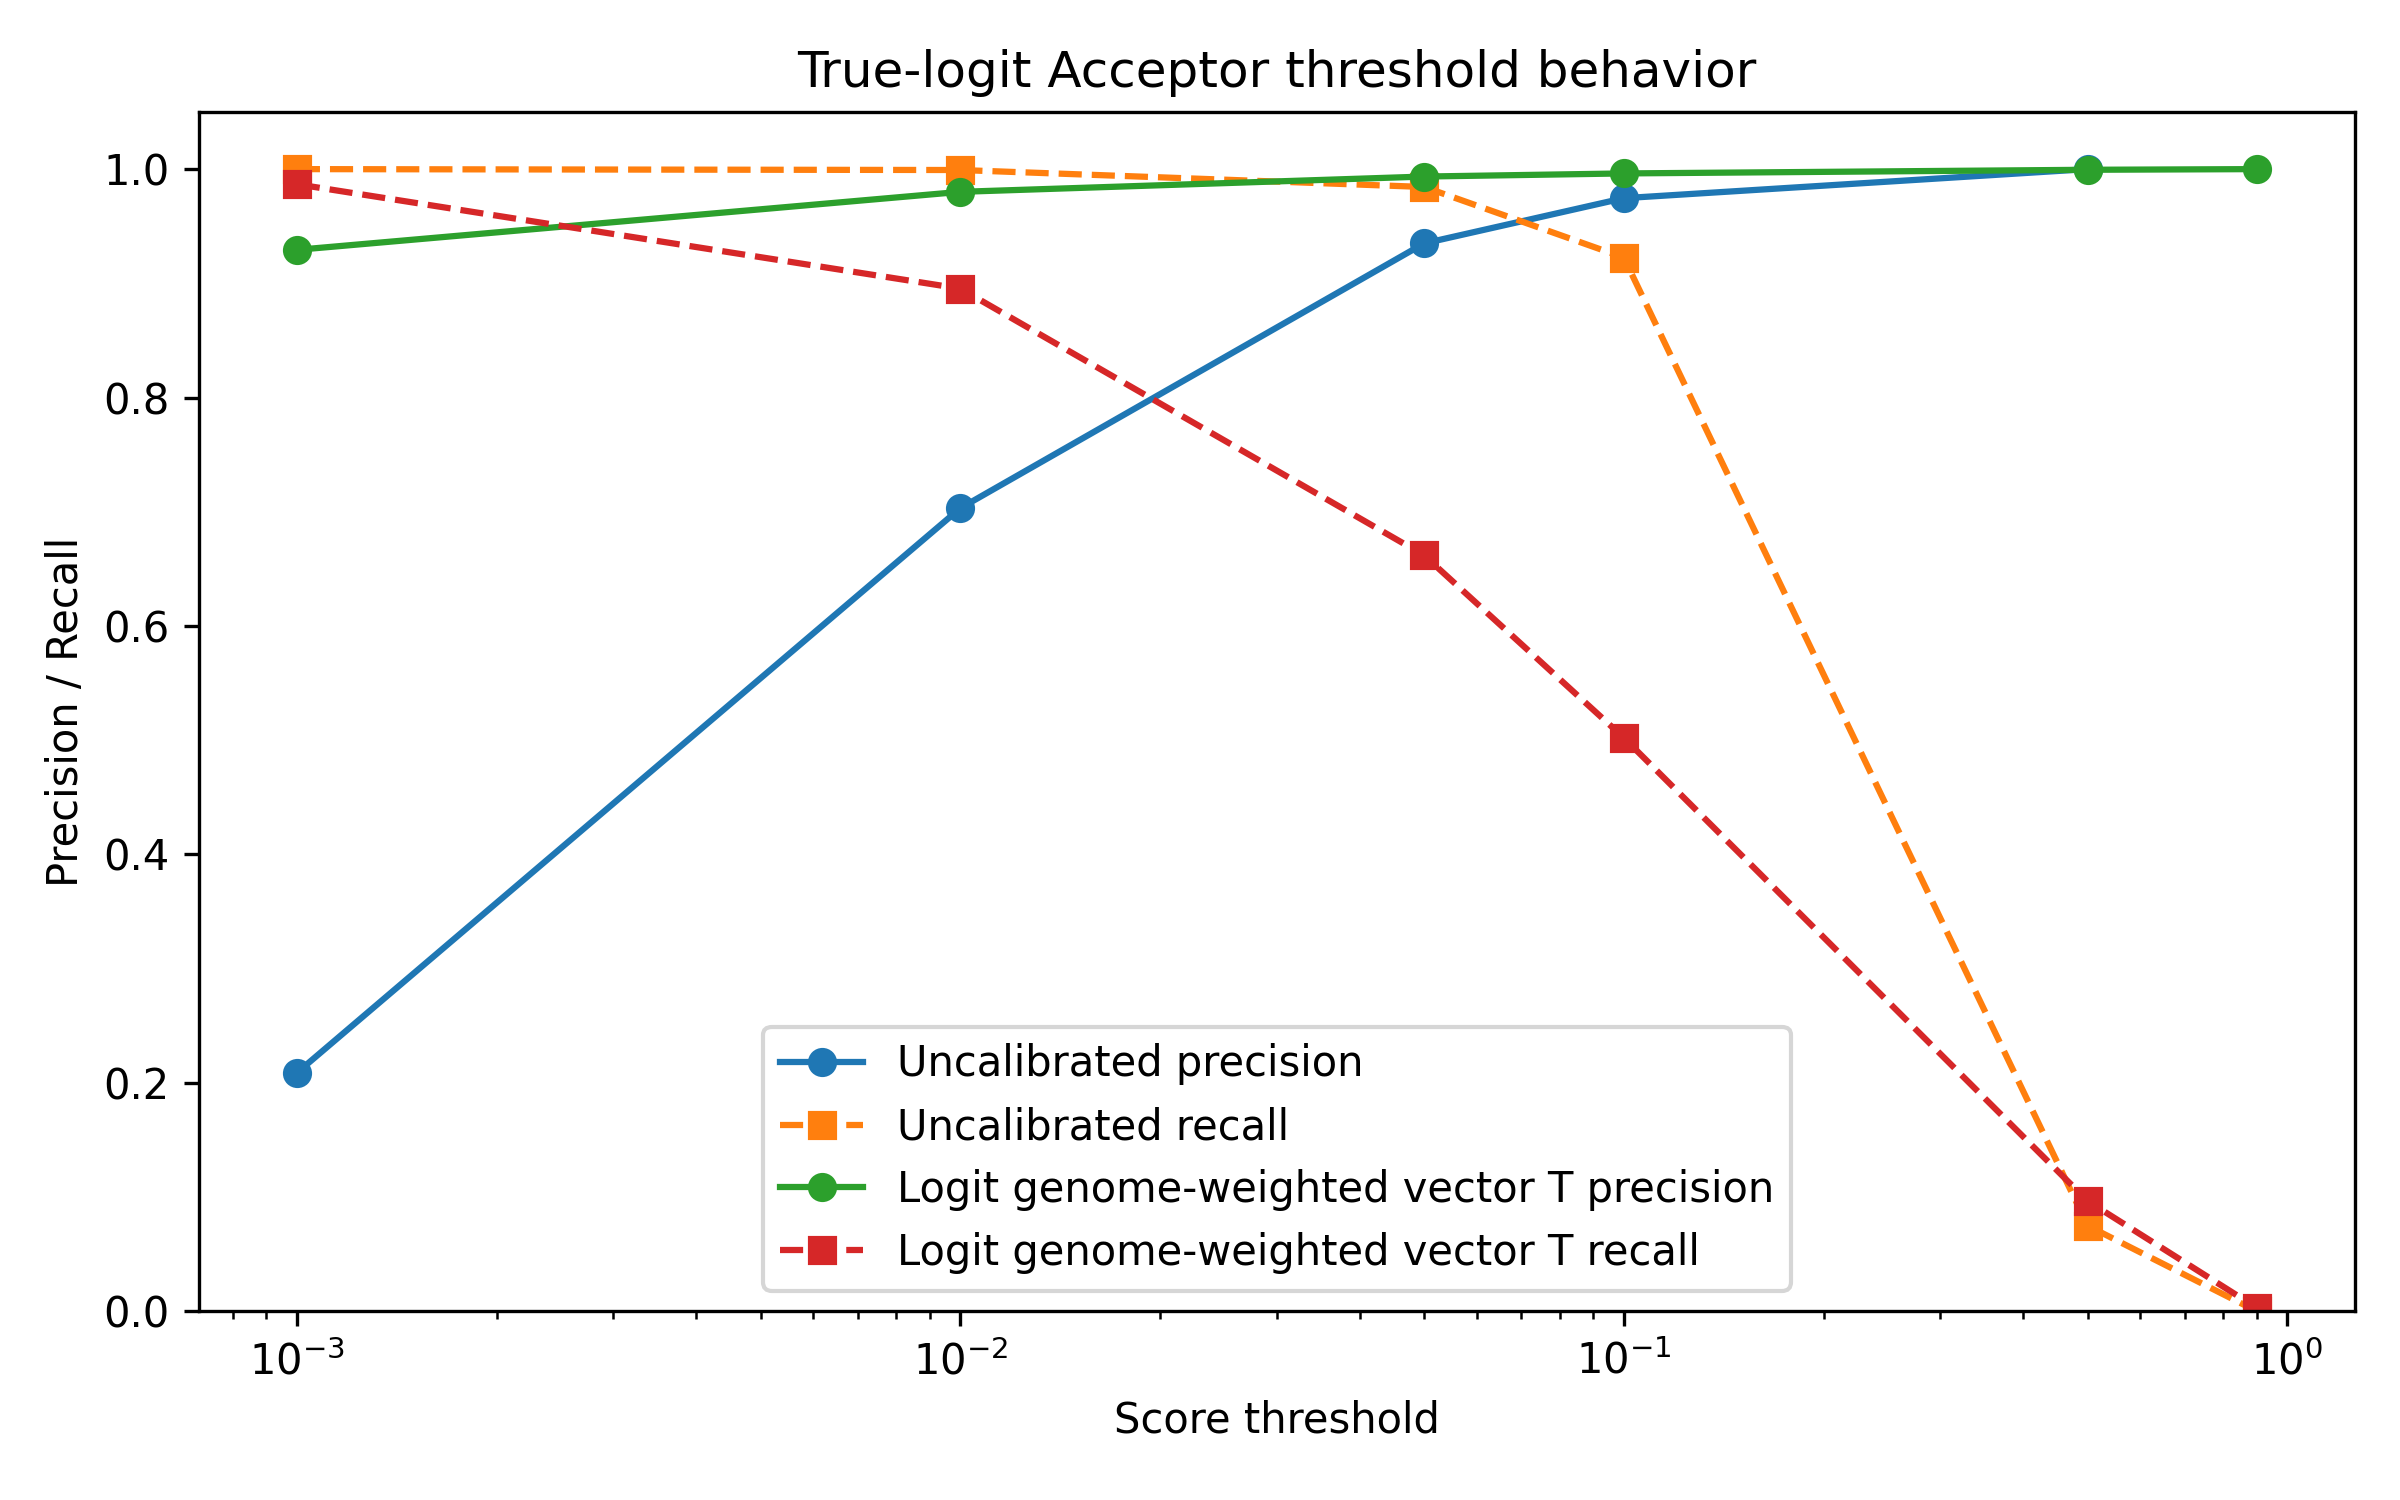 True-logit Acceptor threshold behavior
1.0
0.8
0.6
0.4
0.2
0.0
Precision / Recall
Uncalibrated precision
Uncalibrated recall
Logit genome-weighted vector T precision
Logit genome-weighted vector T recall
10⁻³ 10⁻² 10⁻¹ 10⁰
Score threshold